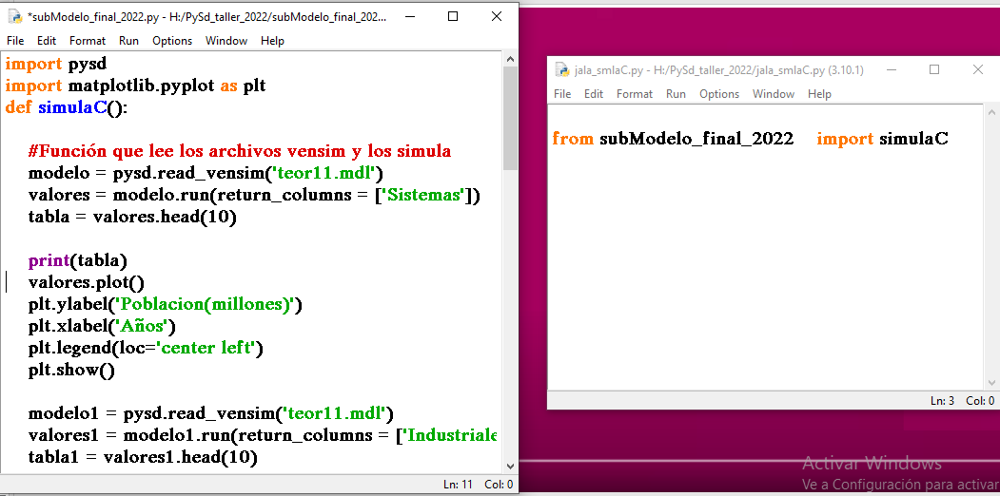 *subModelo_final_2022.py - H:/PySd_taller_2022/subModelo_final_202...
File Edit Format Run Options Window Help
import pysd
import matplotlib.pyplot as plt
def simulaC():
#Función que lee los archivos vensim y los simula
modelo = pysd.read_vensim('teor11.mdl')
valores = modelo.run(return_columns = ['Sistemas'])
tabla = valores.head(10)
print(tabla)
valores.plot()
plt.ylabel('Poblacion(millones)')
plt.xlabel('Años')
plt.legend(loc='center left')
plt.show()
modelo1 = pysd.read_vensim('teor11.mdl')
valores1 = modelo1.run(return_columns = ['Industriale
tabla1 = valores1.head(10)
Ln: 11 Col: 0
jala_smlaC.py - H:/PySd_taller_2022/jala_smlaC.py (3.10.1)
File Edit Format Run Options Window Help
from subModelo_final_2022 import simulaC
Ln: 3 Col: 0
Activar Windows
Ve a Configuración para activar